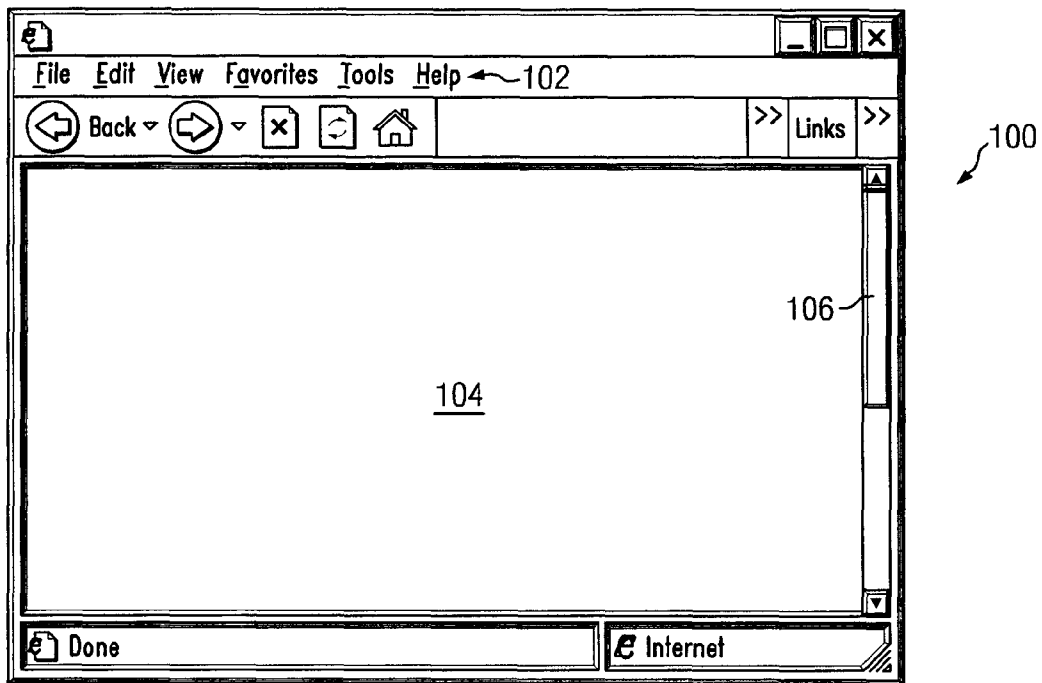 File Edit View Favorites Tools Help 102
Back >> Links >>
100
106
104
Done Internet